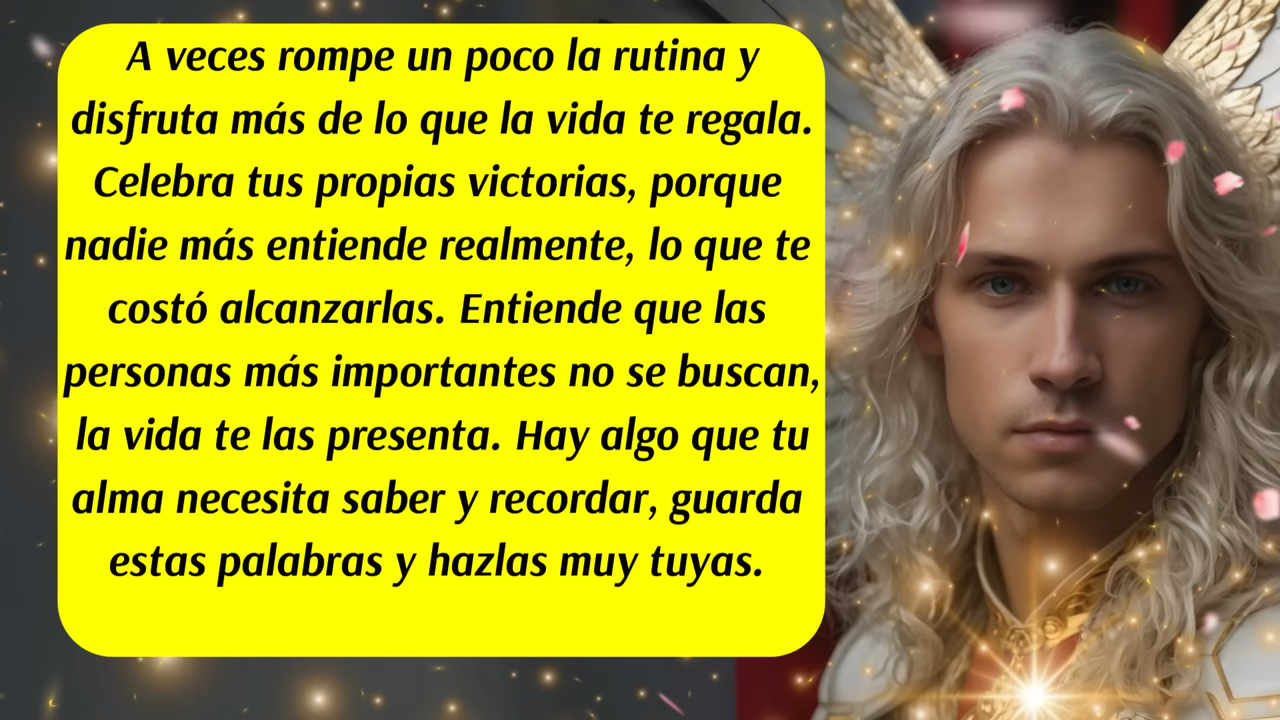 A veces rompe un poco la rutina y
disfruta más de lo que la vida te regala.
Celebra tus propias victorias, porque
nadie más entiende realmente, lo que te
costó alcanzarlas. Entiende que las
personas más importantes no se buscan,
la vida te las presenta. Hay algo que tu
alma necesita saber y recordar, guarda
estas palabras y hazlas muy tuyas.